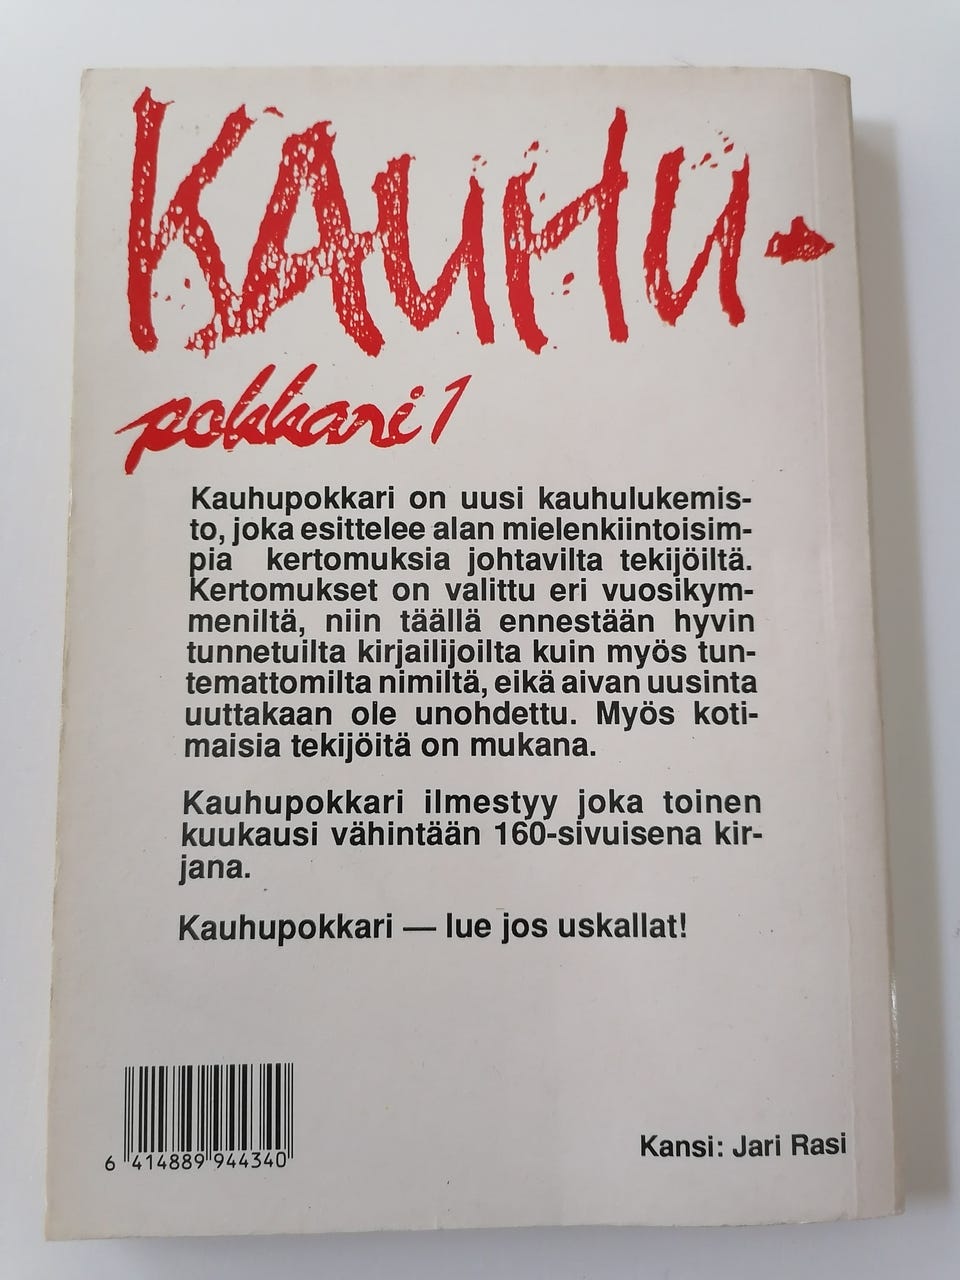 KAUHU-
pokkari 1
Kauhupokkari on uusi kauhulukemis-
to, joka esittelee alan mielenkiintoisim-
pia kertomuksia johtavilta tekijöiltä.
Kertomukset on valittu eri vuosikym-
meniltä, niin täällä ennestään hyvin
tunnetuilta kirjailijoilta kuin myös tun-
temattomilta nimiltä, eikä aivan uusinta
uuttakaan ole unohdettu. Myös koti-
maisia tekijöitä on mukana.
Kauhupokkari ilmestyy joka toinen
kuukausi vähintään 160-sivuisena kir-
jana.
Kauhupokkari — lue jos uskallat!
Kansi: Jari Rasi
6 414889 944340